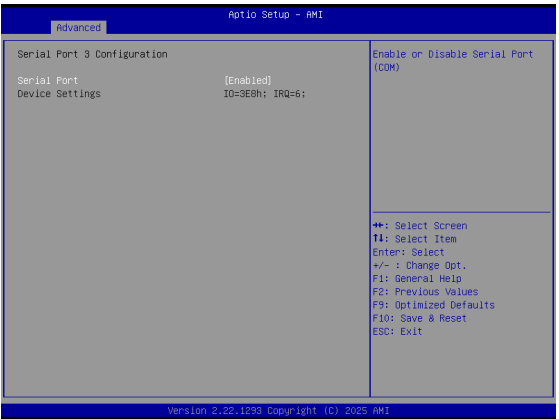 Aptio Setup - AMI
Advanced
Serial Port 3 Configuration
Serial Port [Enabled]
Device Settings IO=3E8h; IRQ=6;
Enable or Disable Serial Port
(COM)
→←: Select Screen
↑↓: Select Item
Enter: Select
+/- : Change Opt.
F1: General Help
F2: Previous Values
F9: Optimized Defaults
F10: Save & Reset
ESC: Exit
Version 2.22.1293 Copyright (C) 2025 AMI